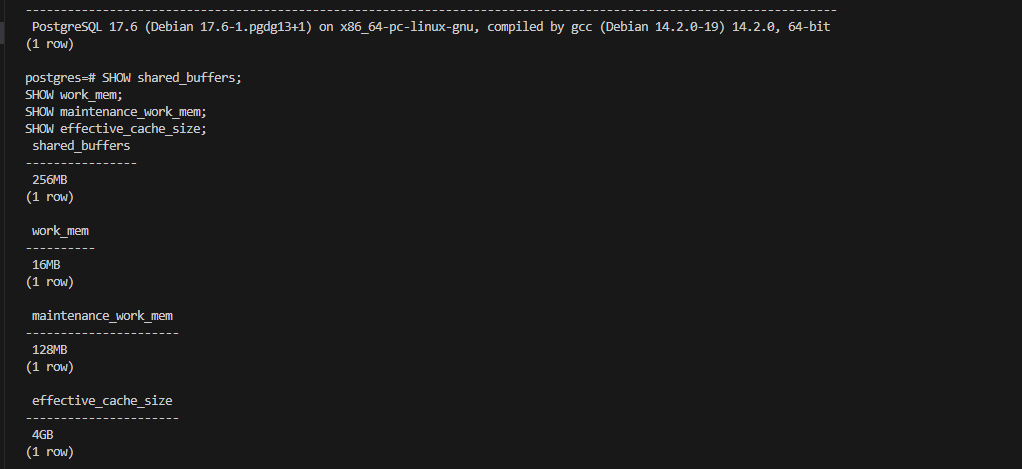 ---------------------------------------------------------------------------------------------------------------------
PostgreSQL 17.6 (Debian 17.6-1.pgdg13+1) on x86_64-pc-linux-gnu, compiled by gcc (Debian 14.2.0-19) 14.2.0, 64-bit
(1 row)

postgres=# SHOW shared_buffers;
SHOW work_mem;
SHOW maintenance_work_mem;
SHOW effective_cache_size;
 shared_buffers
----------------
 256MB
(1 row)

 work_mem
----------
 16MB
(1 row)

 maintenance_work_mem
----------------------
 128MB
(1 row)

 effective_cache_size
----------------------
 4GB
(1 row)